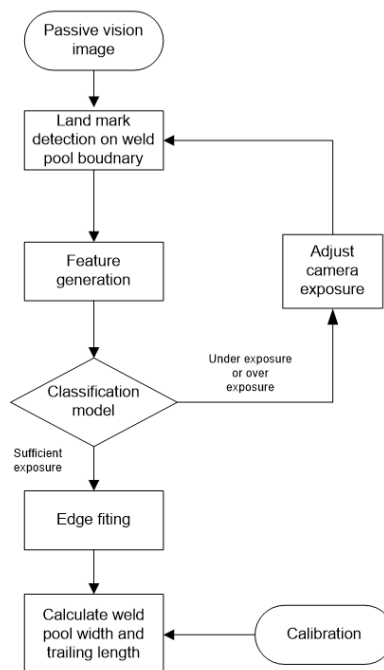 Passive vision
image
Land mark
detection on weld
pool boudnary
Feature
generation
Adjust
camera
exposure
Classification
model
Under exposure
or over
exposure
Sufficient
exposure
Edge fiting
Calculate weld
pool width and
trailing length
Calibration